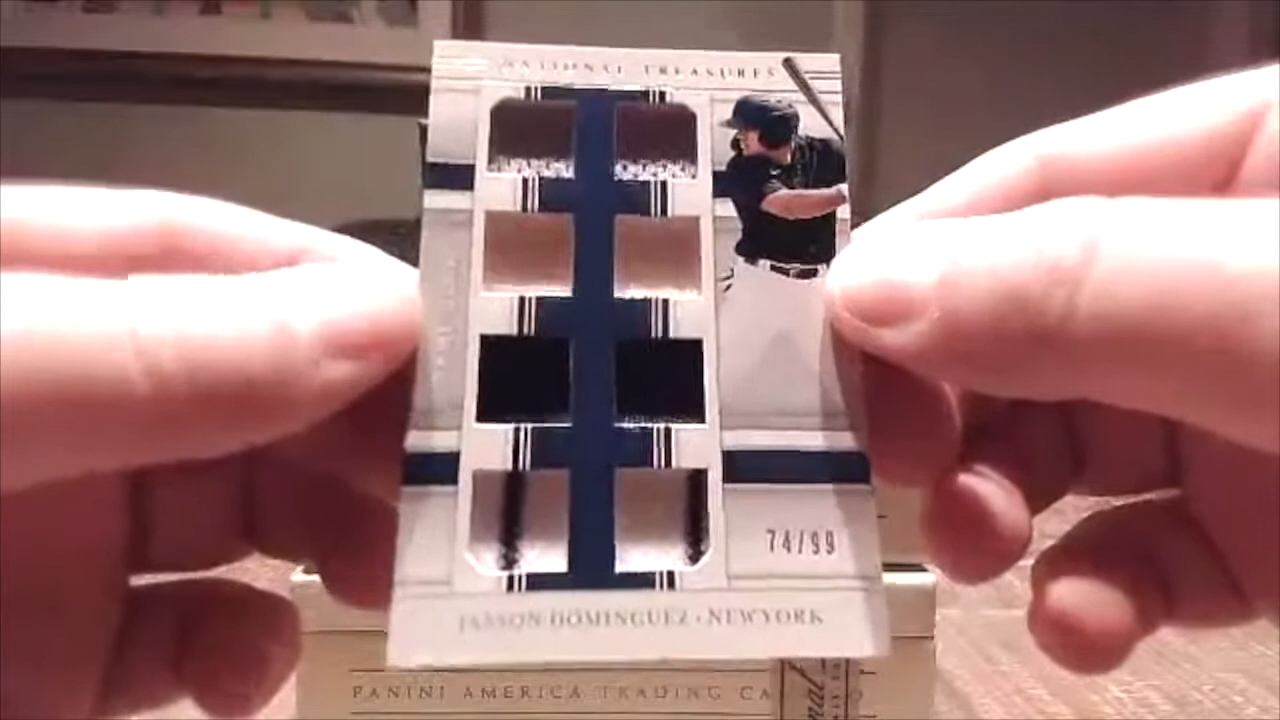 NATIONAL TREASURES
74/99
JASSON DOMINGUEZ · NEW YORK
PANINI AMERICA TRADING CA